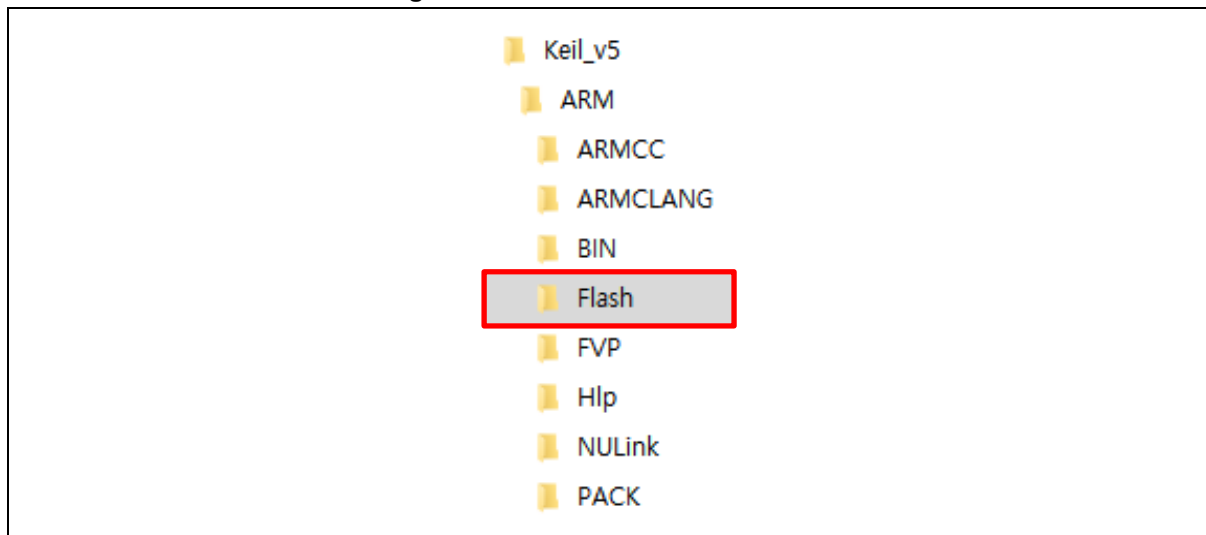 Keil_v5
ARM
ARMCC
ARMCLANG
BIN
Flash
FVP
Hlp
NULink
PACK